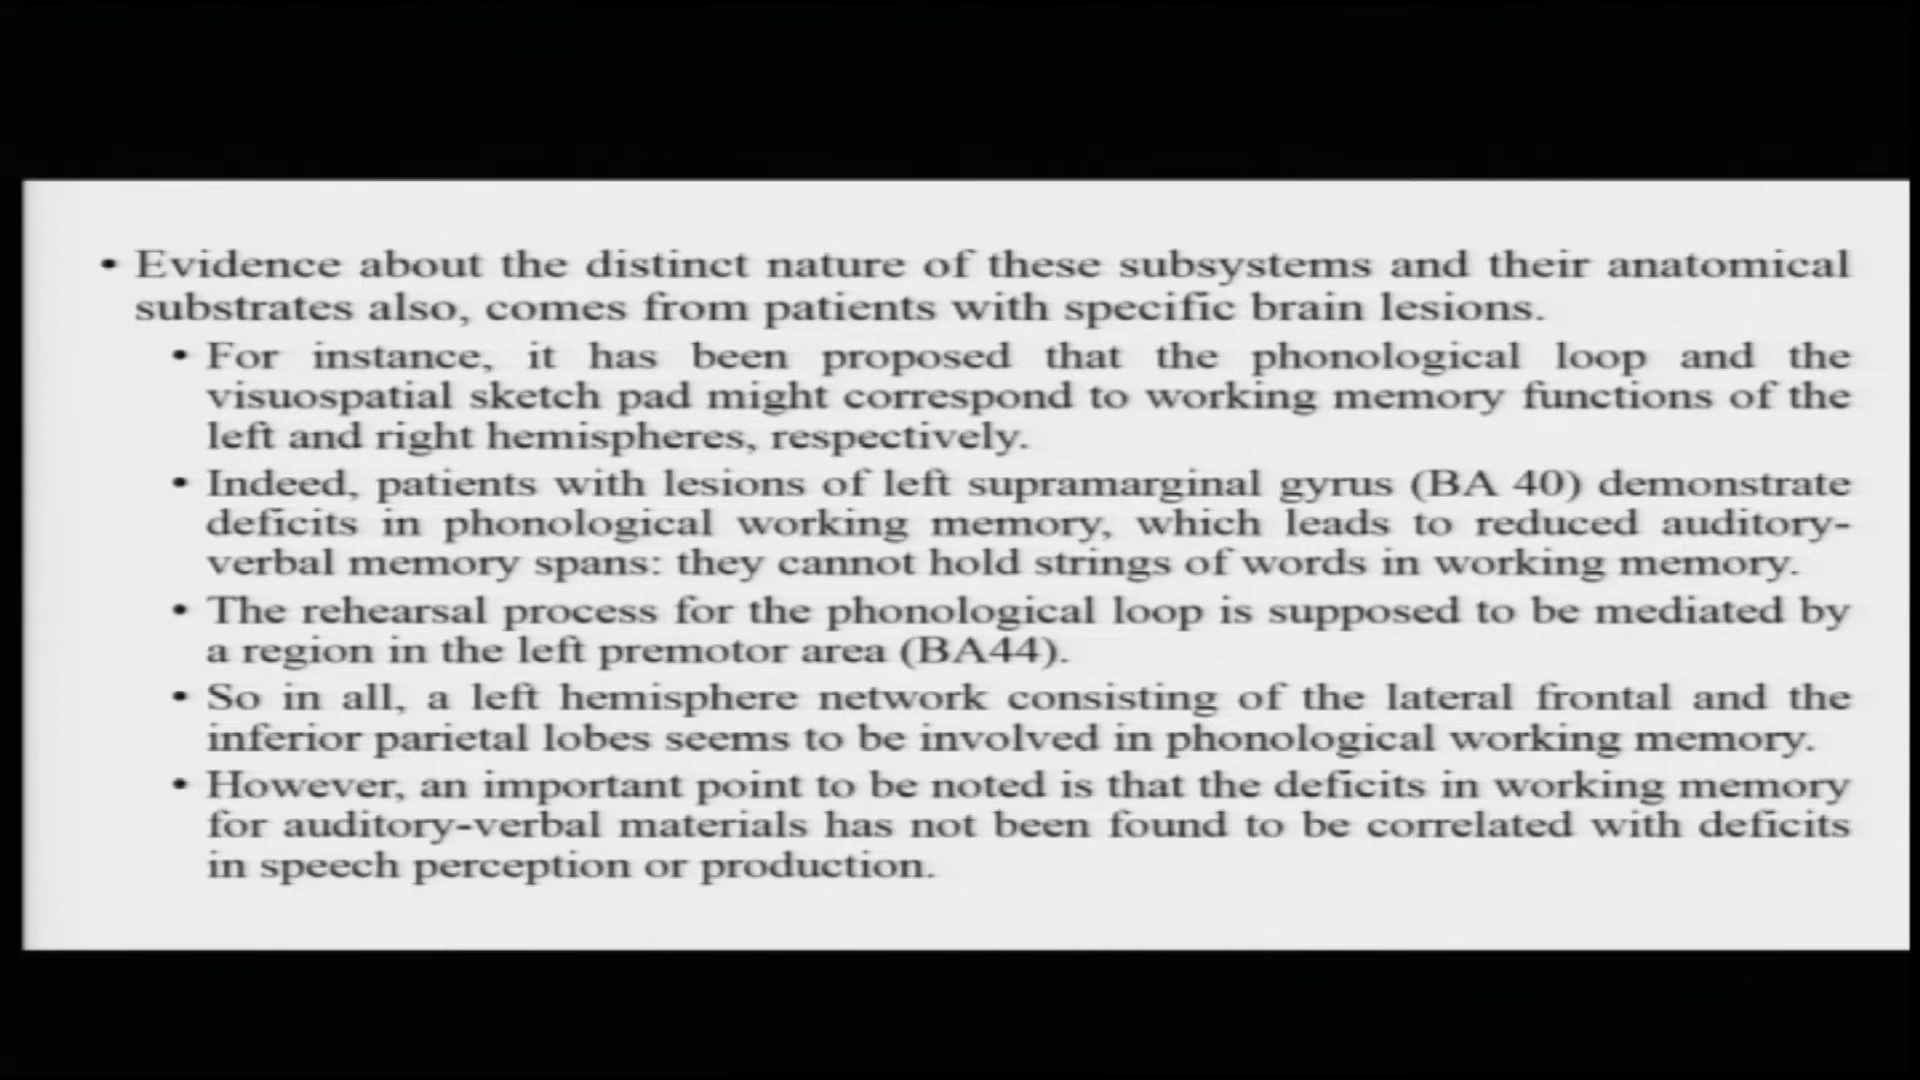 • Evidence about the distinct nature of these subsystems and their anatomical
substrates also, comes from patients with specific brain lesions.
• For instance, it has been proposed that the phonological loop and the
visuospatial sketch pad might correspond to working memory functions of the
left and right hemispheres, respectively.
• Indeed, patients with lesions of left supramarginal gyrus (BA 40) demonstrate
deficits in phonological working memory, which leads to reduced auditory-
verbal memory spans: they cannot hold strings of words in working memory.
• The rehearsal process for the phonological loop is supposed to be mediated by
a region in the left premotor area (BA44).
• So in all, a left hemisphere network consisting of the lateral frontal and the
inferior parietal lobes seems to be involved in phonological working memory.
• However, an important point to be noted is that the deficits in working memory
for auditory-verbal materials has not been found to be correlated with deficits
in speech perception or production.